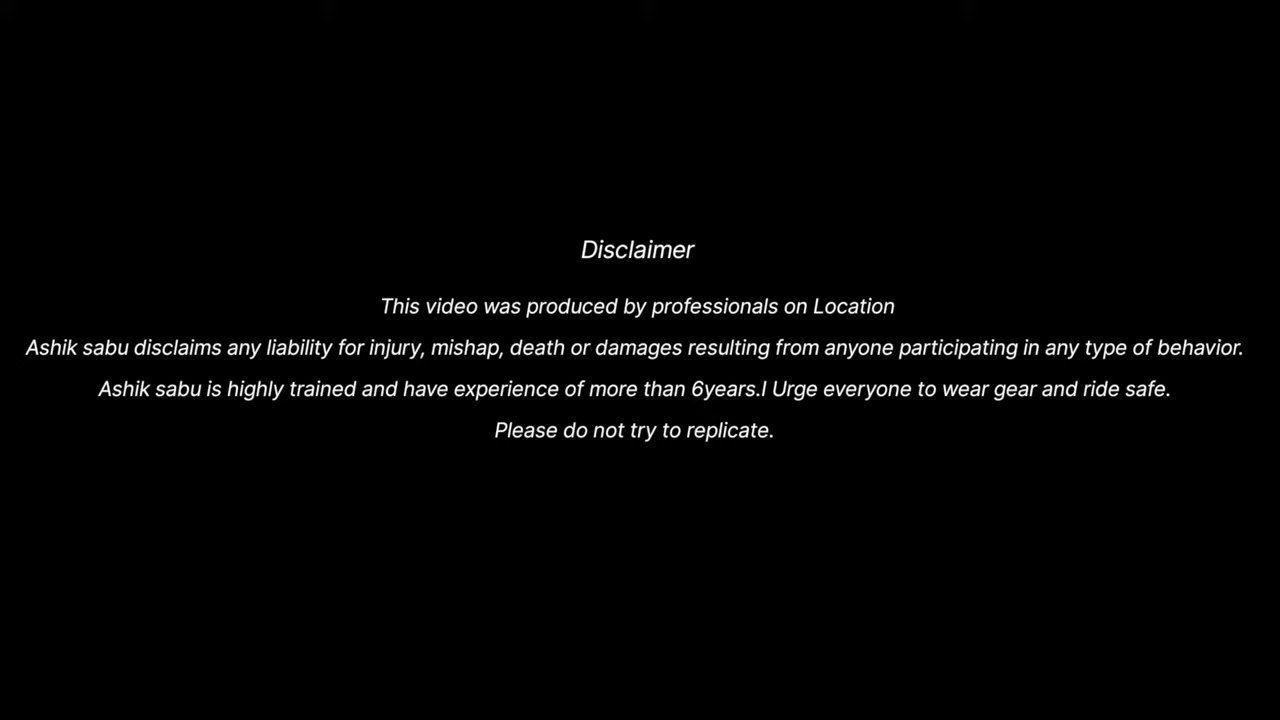 Disclaimer
This video was produced by professionals on Location
Ashik sabu disclaims any liability for injury, mishap, death or damages resulting from anyone participating in any type of behavior.
Ashik sabu is highly trained and have experience of more than 6years.I Urge everyone to wear gear and ride safe.
Please do not try to replicate.